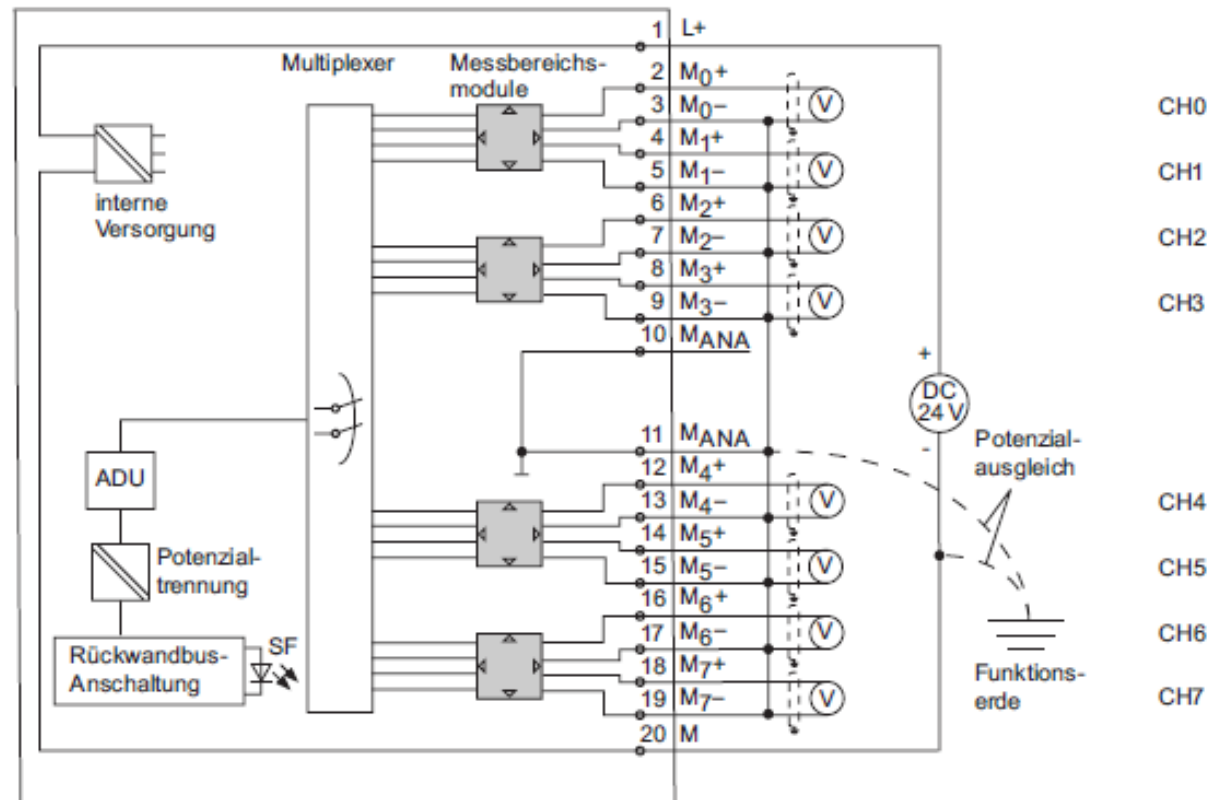 1 L+
Multiplexer
Messbereichs-
module
2 M0+
3 M0–
V
CH0
4 M1+
5 M1–
V
CH1
interne
Versorgung
6 M2+
7 M2–
V
CH2
8 M3+
9 M3–
V
CH3
10 MANA
+
DC
24 V
-
11 MANA
Potenzial-
ausgleich
ADU
12 M4+
13 M4–
V
CH4
14 M5+
15 M5–
V
CH5
Potenzial-
trennung
16 M6+
17 M6–
V
CH6
Rückwandbus-
Anschaltung
SF
18 M7+
19 M7–
V
CH7
Funktions-
erde
20 M